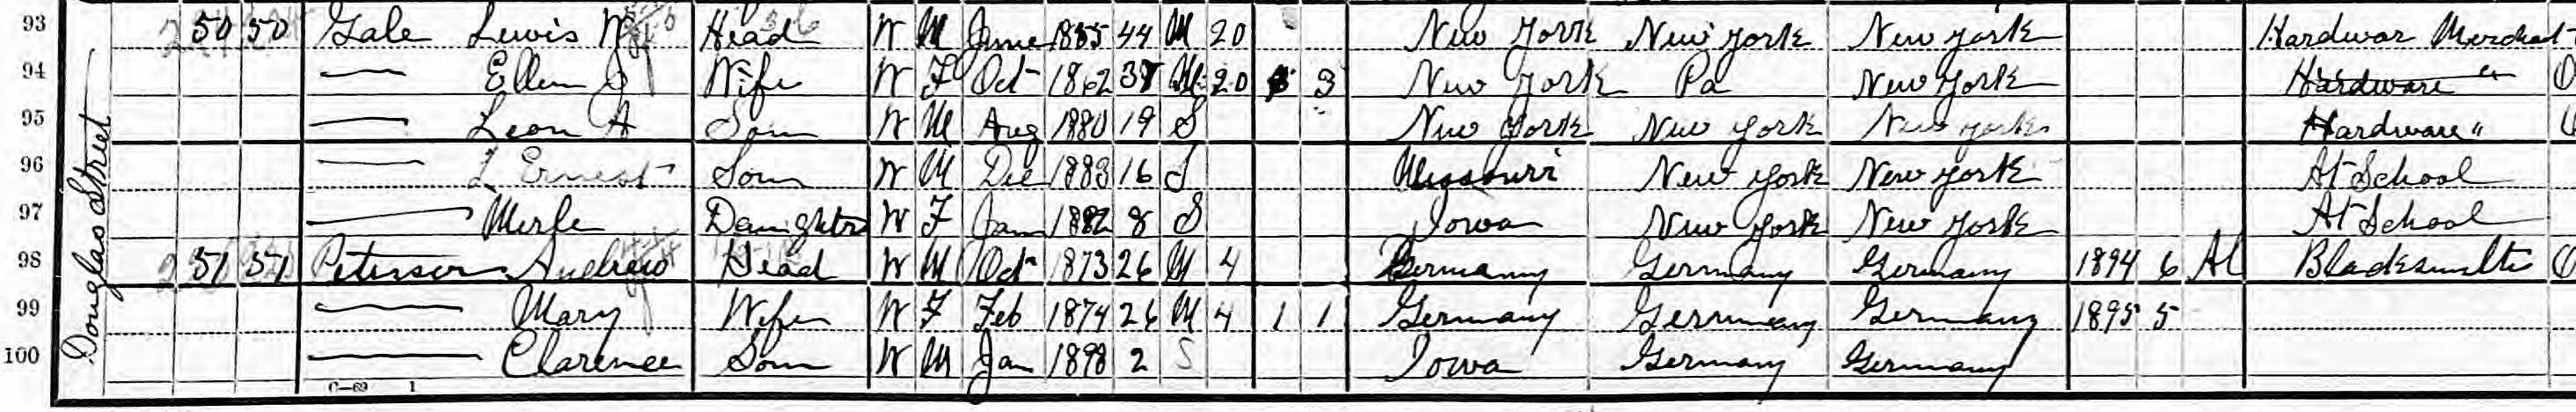 Douglas Street
93 50 50 Gale Lewis W Head W M June 1855 44 M 20 New York New York New York Hardwar Merchant
94 — Ellen J Wife W F Oct 1862 37 M 20 3 New York Pa New York Hardware "
95 — Leon A Son W M Aug 1880 19 S New York New York New York Hardware "
96 — L Ernest Son W M Dec 1883 16 S Missouri New York New York At School
97 — Merle Daughter W F Jan 1892 8 S Iowa New York New York At School
98 51 51 Peterson Andrew Head W M Oct 1873 26 M 4 Germany Germany Germany 1894 6 Al Blacksmith
99 — Mary Wife W F Feb 1874 26 M 4 1 1 Germany Germany Germany 1895 5
100 — Clarence Son W M Jan 1898 2 S Iowa Germany Germany
C—69 1